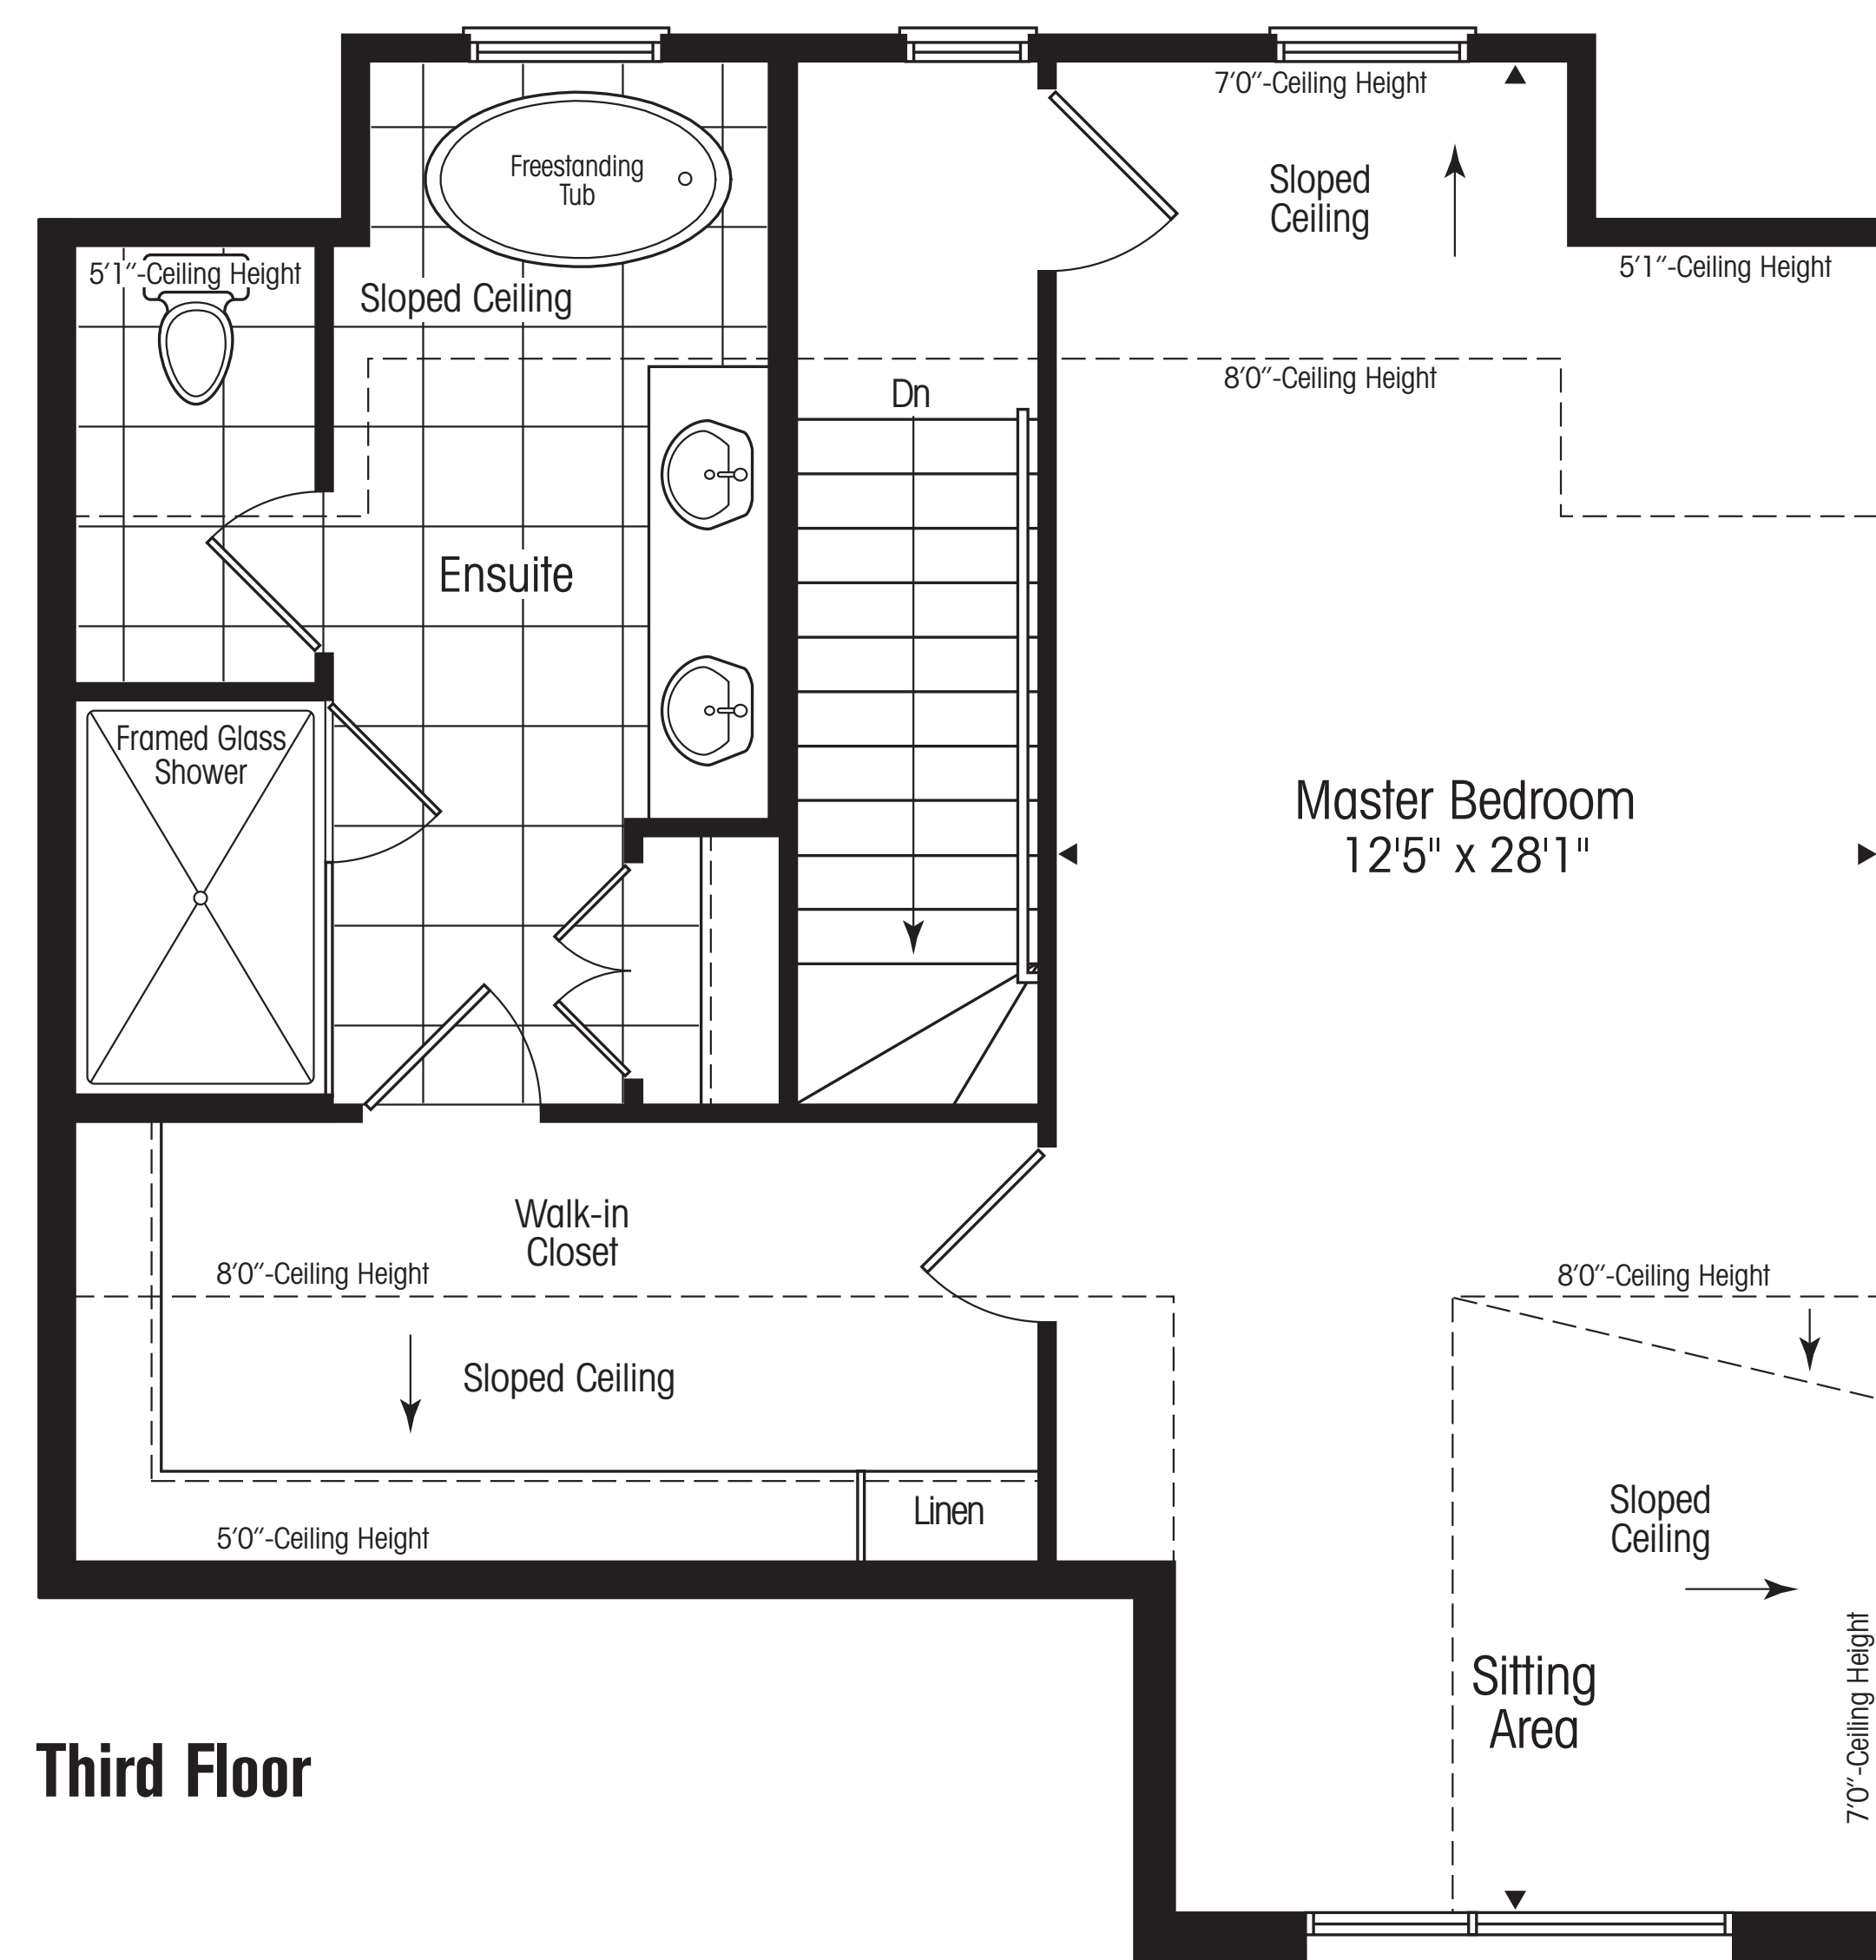 7'0"-Ceiling Height
Freestanding
Tub
Sloped
Ceiling
5'1"-Ceiling Height
5'1"-Ceiling Height
Sloped Ceiling
8'0"-Ceiling Height
Dn
Ensuite
Framed Glass
Shower
Master Bedroom
12'5" x 28'1"
Walk-in
Closet
8'0"-Ceiling Height
8'0"-Ceiling Height
Sloped Ceiling
Linen
5'0"-Ceiling Height
Sloped
Ceiling
Sitting
Area
7'0"-Ceiling Height
Third Floor